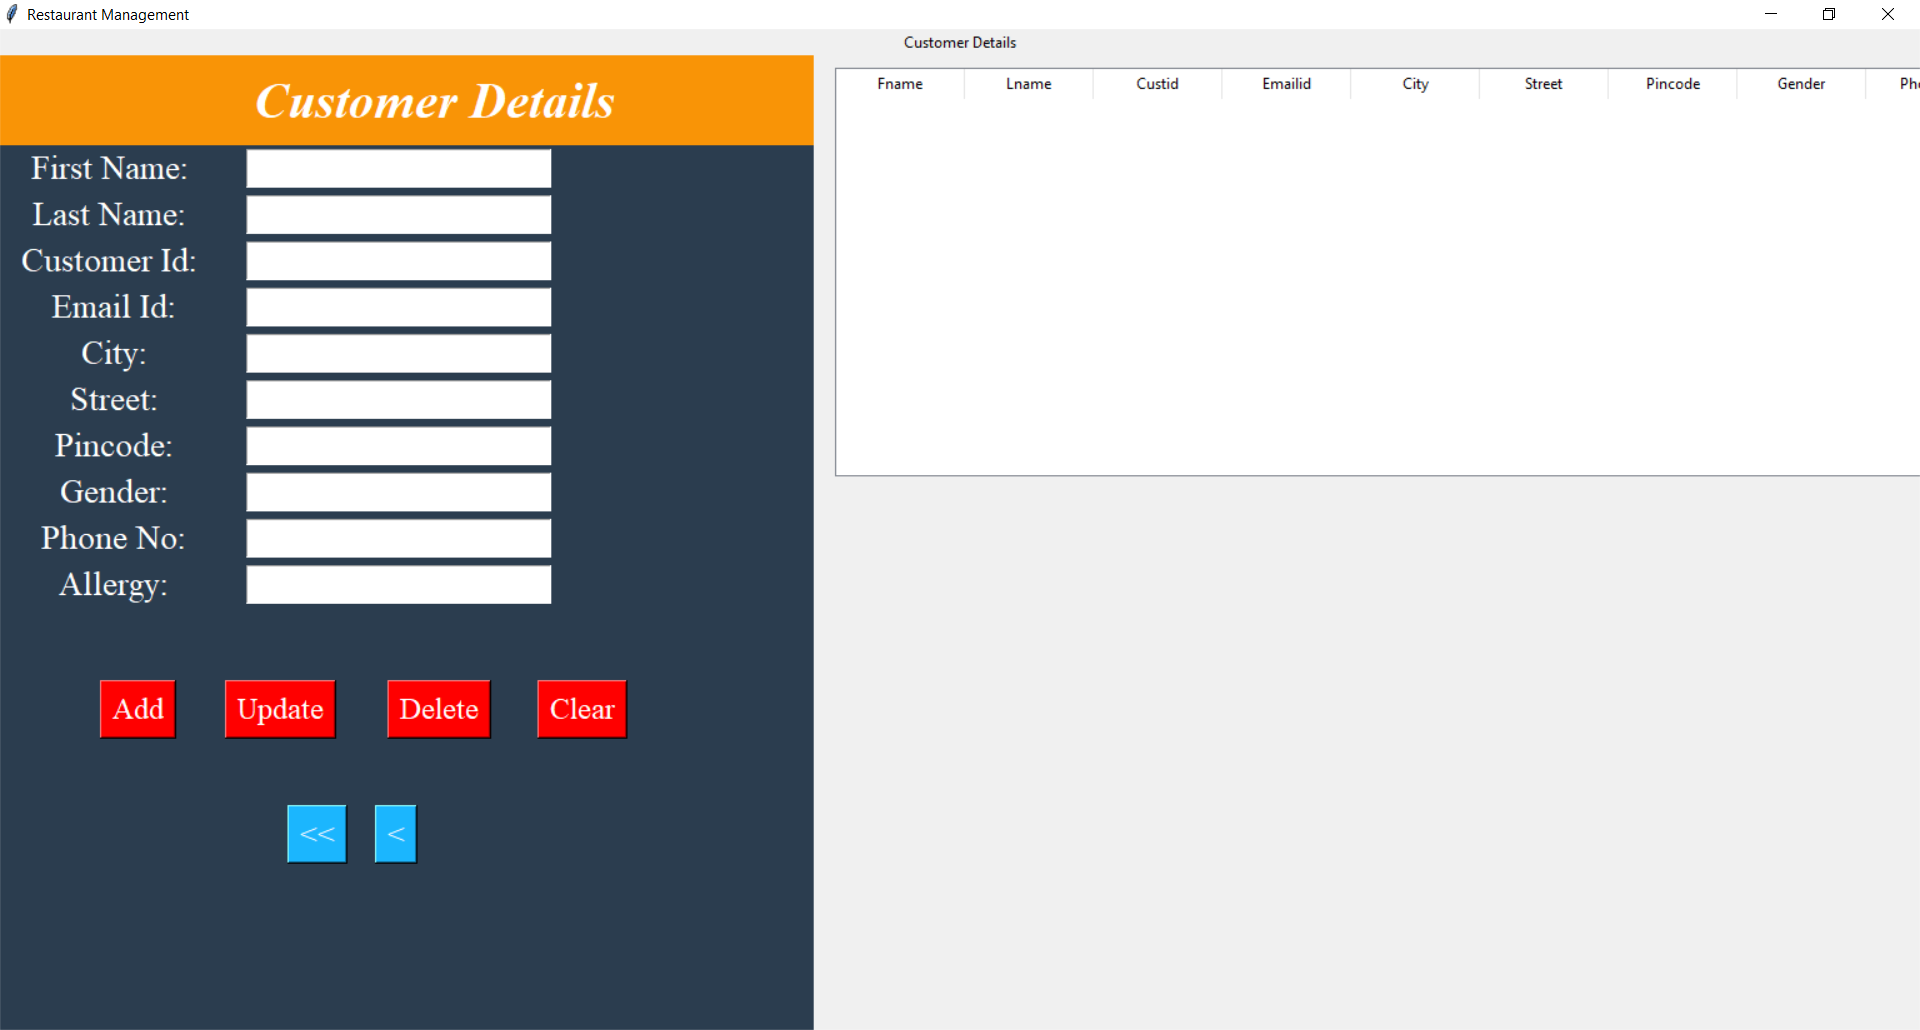 Restaurant Management
Customer Details
Customer Details
First Name:
Last Name:
Customer Id:
Email Id:
City:
Street:
Pincode:
Gender:
Phone No:
Allergy:
Add Update Delete Clear
<< <
Fname Lname Custid Emailid City Street Pincode Gender Pho